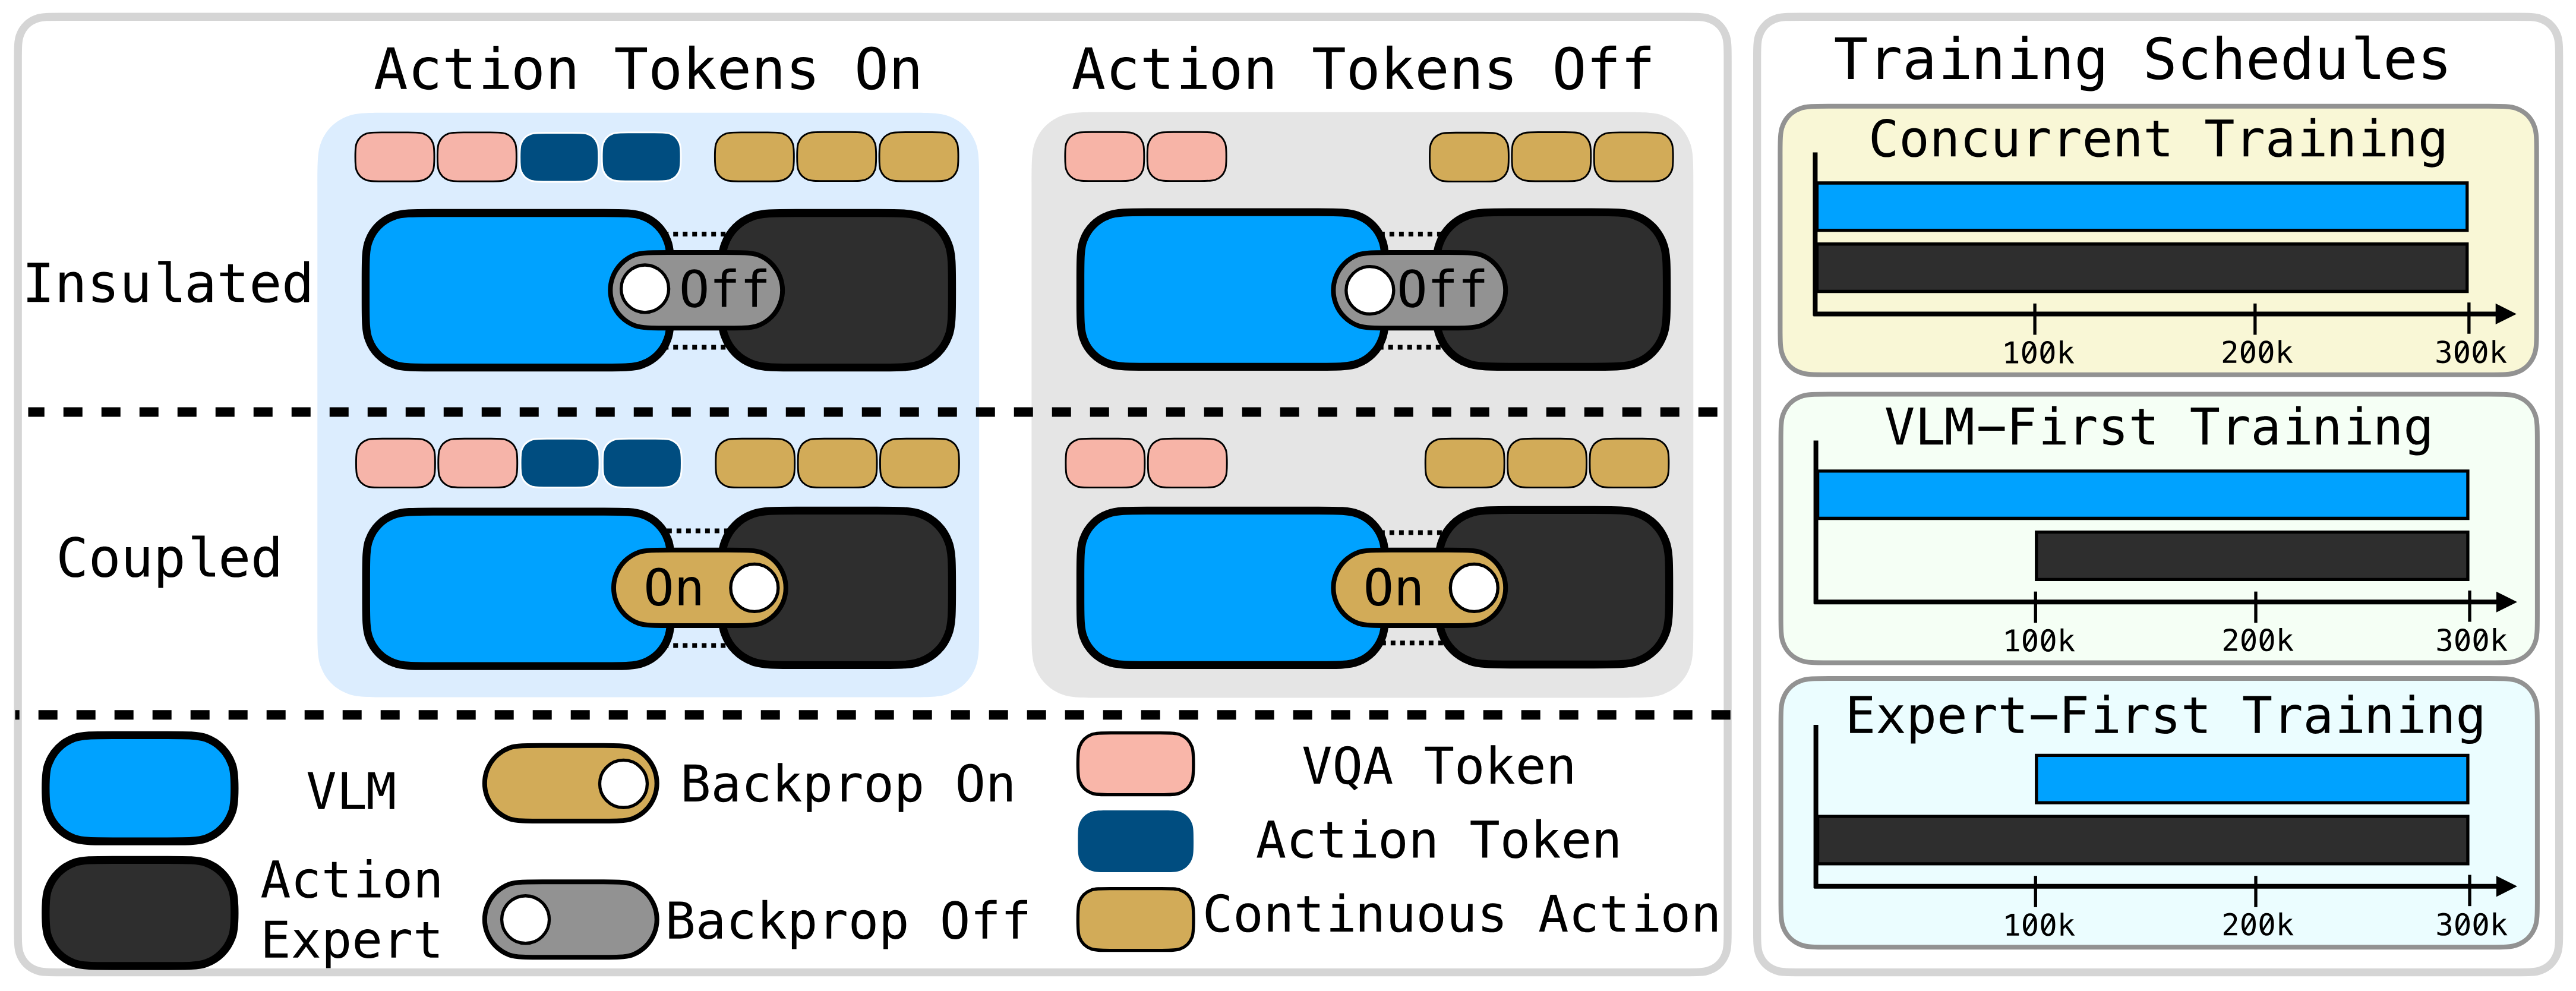 Action Tokens On
Action Tokens Off
Insulated
Off
Off
Coupled
On
On
VLM
Action
Expert
Backprop On
Backprop Off
VQA Token
Action Token
Continuous Action
Training Schedules
Concurrent Training
100k
200k
300k
VLM-First Training
100k
200k
300k
Expert-First Training
100k
200k
300k